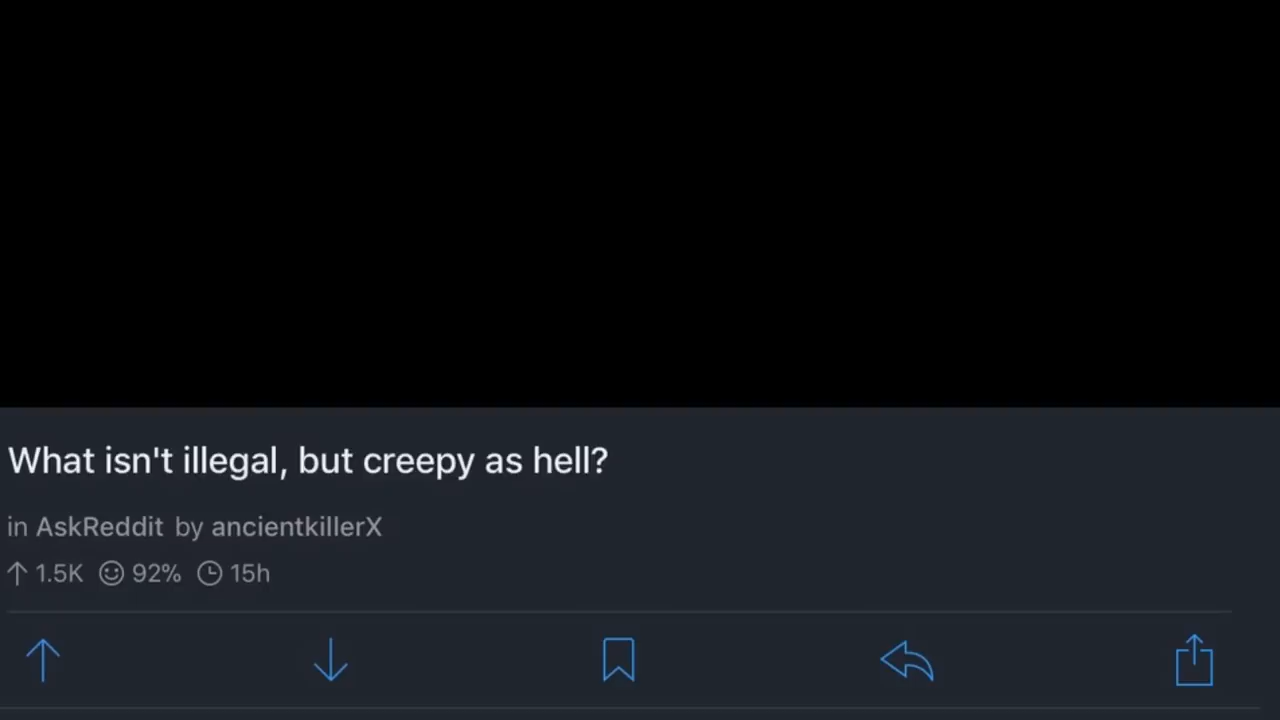 What isn't illegal, but creepy as hell?
in AskReddit by ancientkillerX
1.5K 92% 15h